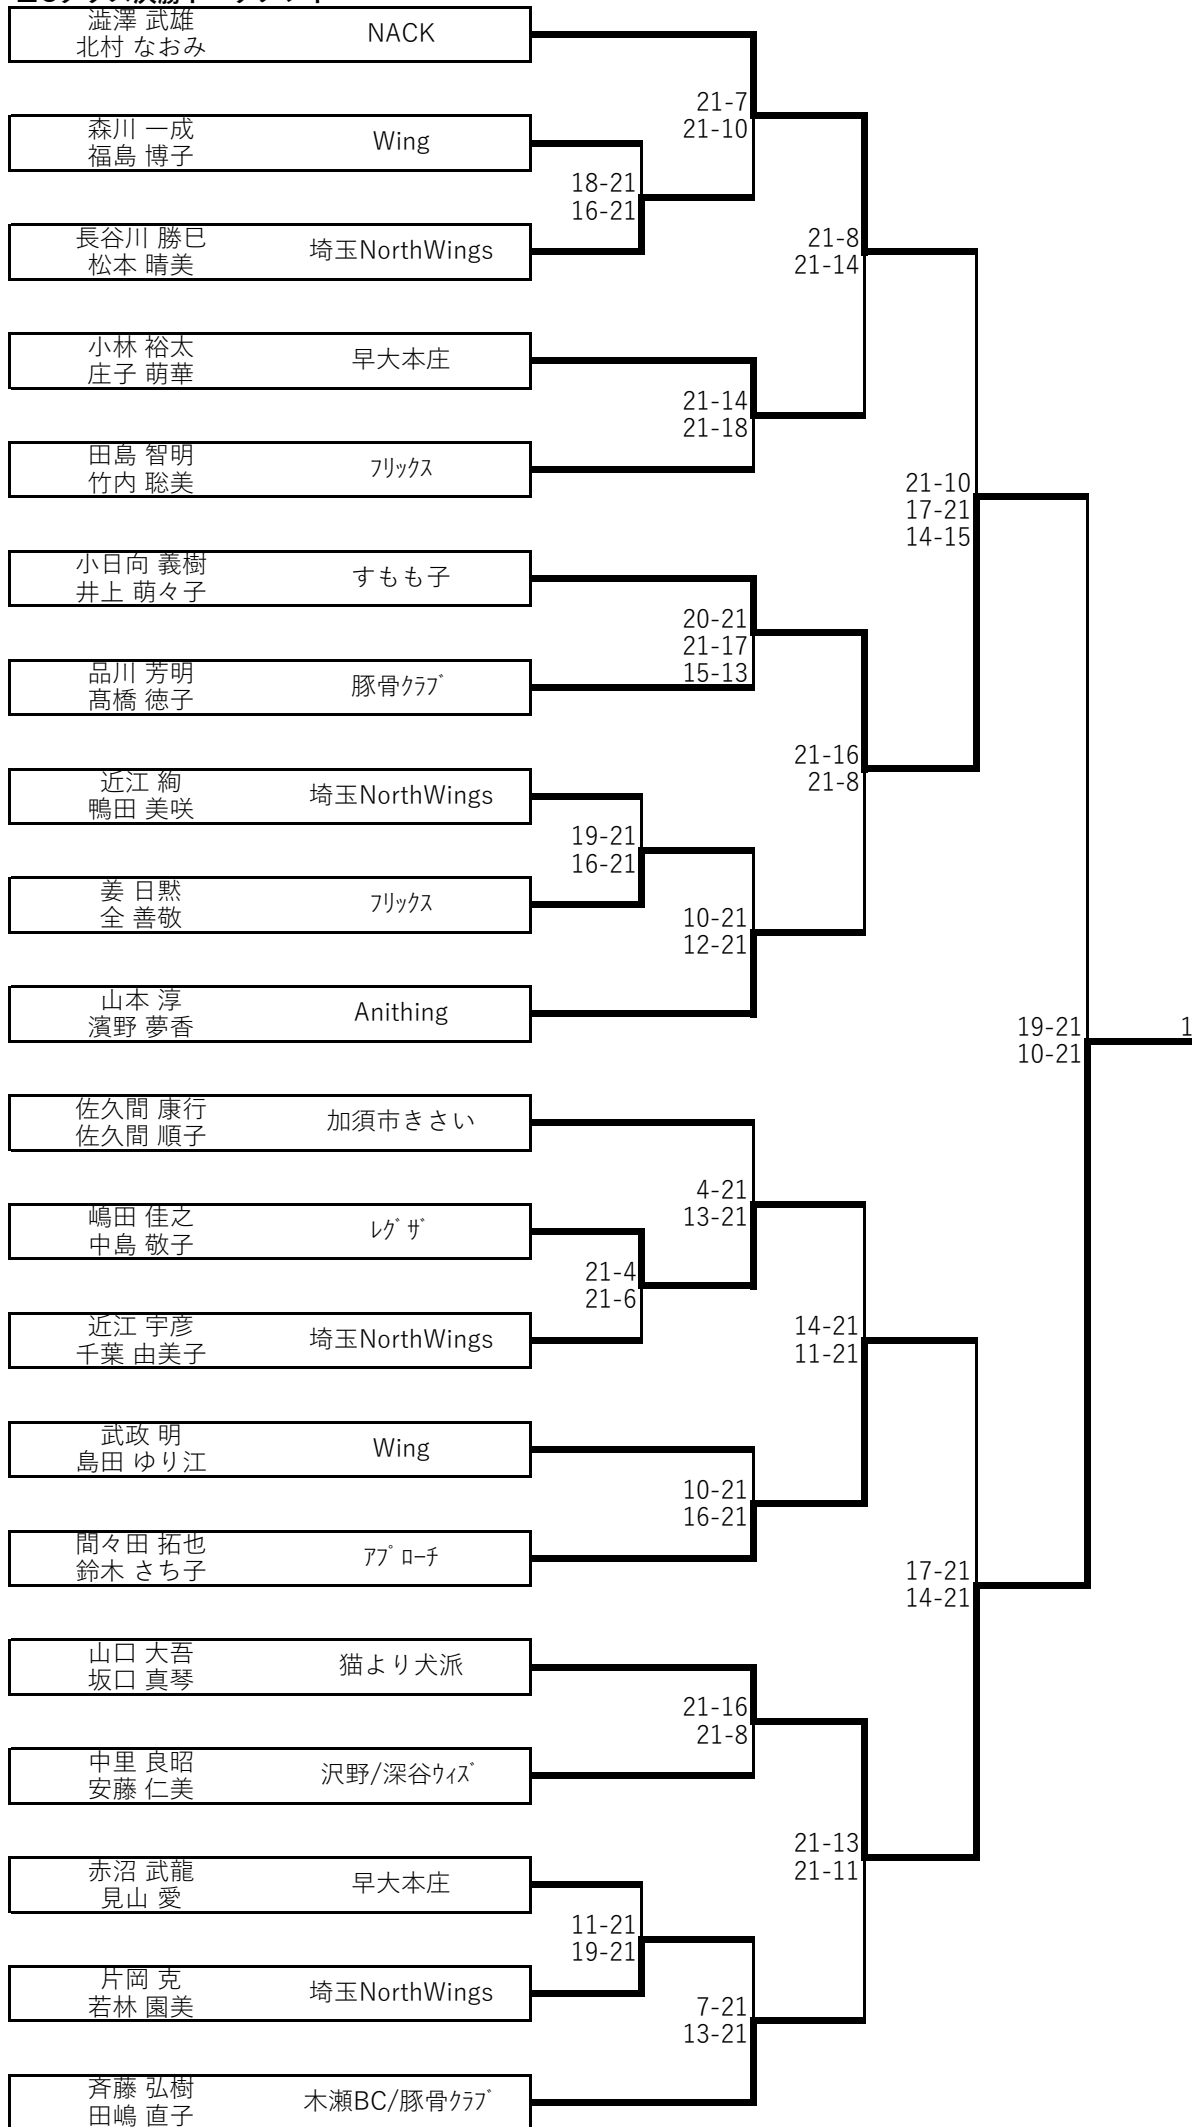 澁澤 武雄
北村 なおみ
NACK
21-7
21-10
森川 一成
福島 博子
Wing
18-21
16-21
長谷川 勝巳
松本 晴美
埼玉NorthWings
21-8
21-14
小林 裕太
庄子 萌華
早大本庄
21-14
21-18
田島 智明
竹内 聡美
ﾌﾘｯｸｽ
21-10
17-21
14-15
小日向 義樹
井上 萌々子
すもも子
20-21
21-17
15-13
品川 芳明
髙橋 徳子
豚骨ｸﾗﾌﾞ
21-16
21-8
近江 絢
鴨田 美咲
埼玉NorthWings
19-21
16-21
姜 日黙
全 善敬
ﾌﾘｯｸｽ
10-21
12-21
山本 淳
濱野 夢香
Anithing
19-21
10-21
1
佐久間 康行
佐久間 順子
加須市きさい
4-21
13-21
嶋田 佳之
中島 敬子
ﾚｸﾞｻﾞ
21-4
21-6
近江 宇彦
千葉 由美子
埼玉NorthWings
14-21
11-21
武政 明
島田 ゆり江
Wing
10-21
16-21
間々田 拓也
鈴木 さち子
ｱﾌﾟﾛｰﾁ
17-21
14-21
山口 大吾
坂口 真琴
猫より犬派
21-16
21-8
中里 良昭
安藤 仁美
沢野/深谷ｳｨｽﾞ
21-13
21-11
赤沼 武龍
見山 愛
早大本庄
11-21
19-21
片岡 克
若林 園美
埼玉NorthWings
7-21
13-21
斉藤 弘樹
田嶋 直子
木瀬BC/豚骨ｸﾗﾌﾞ